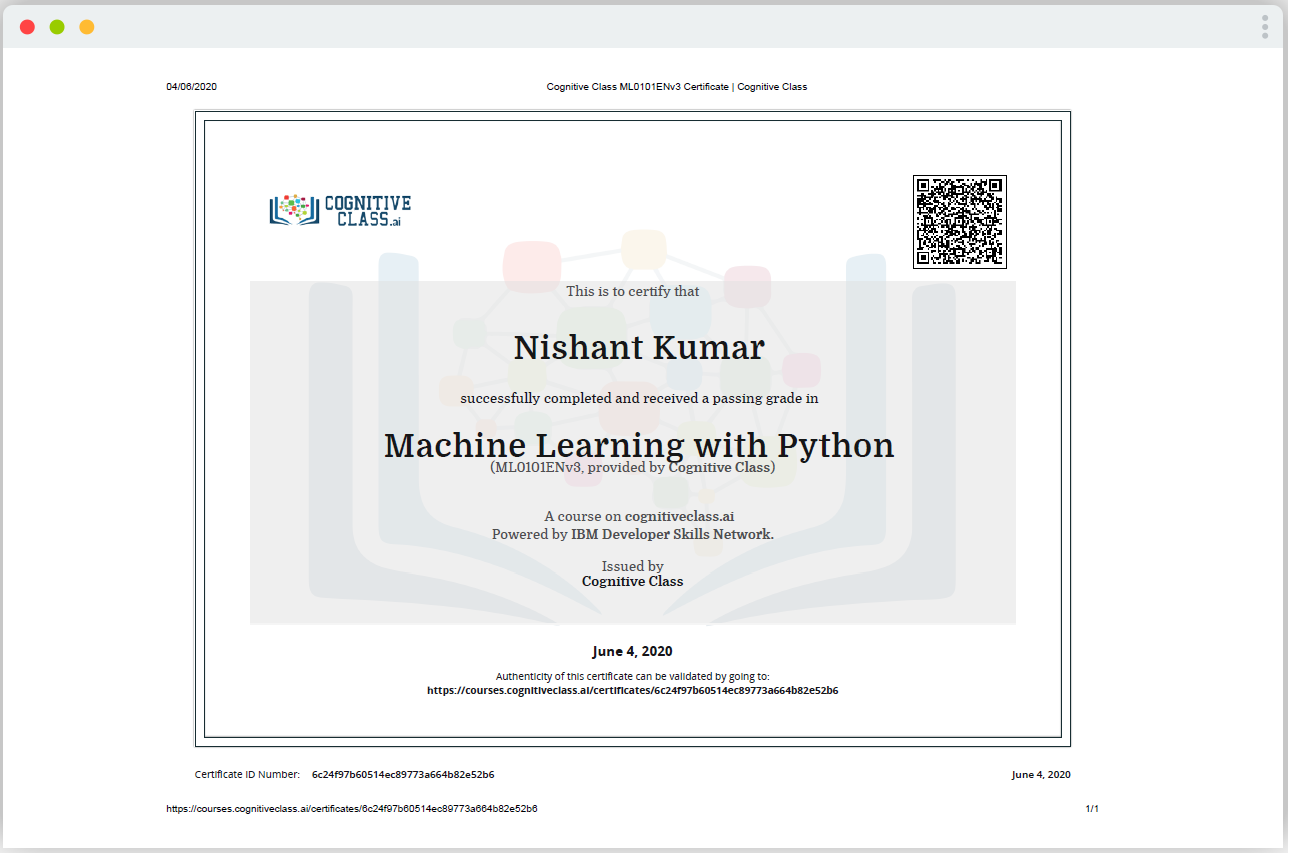 04/06/2020
Cognitive Class ML0101ENv3 Certificate | Cognitive Class
COGNITIVE
CLASS.ai
This is to certify that
Nishant Kumar
successfully completed and received a passing grade in
Machine Learning with Python
(ML0101ENv3, provided by Cognitive Class)
A course on cognitiveclass.ai
Powered by IBM Developer Skills Network.
Issued by
Cognitive Class
June 4, 2020
Authenticity of this certificate can be validated by going to:
https://courses.cognitiveclass.ai/certificates/6c24f97b60514ec89773a664b82e52b6
Certificate ID Number: 6c24f97b60514ec89773a664b82e52b6
June 4, 2020
https://courses.cognitiveclass.ai/certificates/6c24f97b60514ec89773a664b82e52b6
1/1